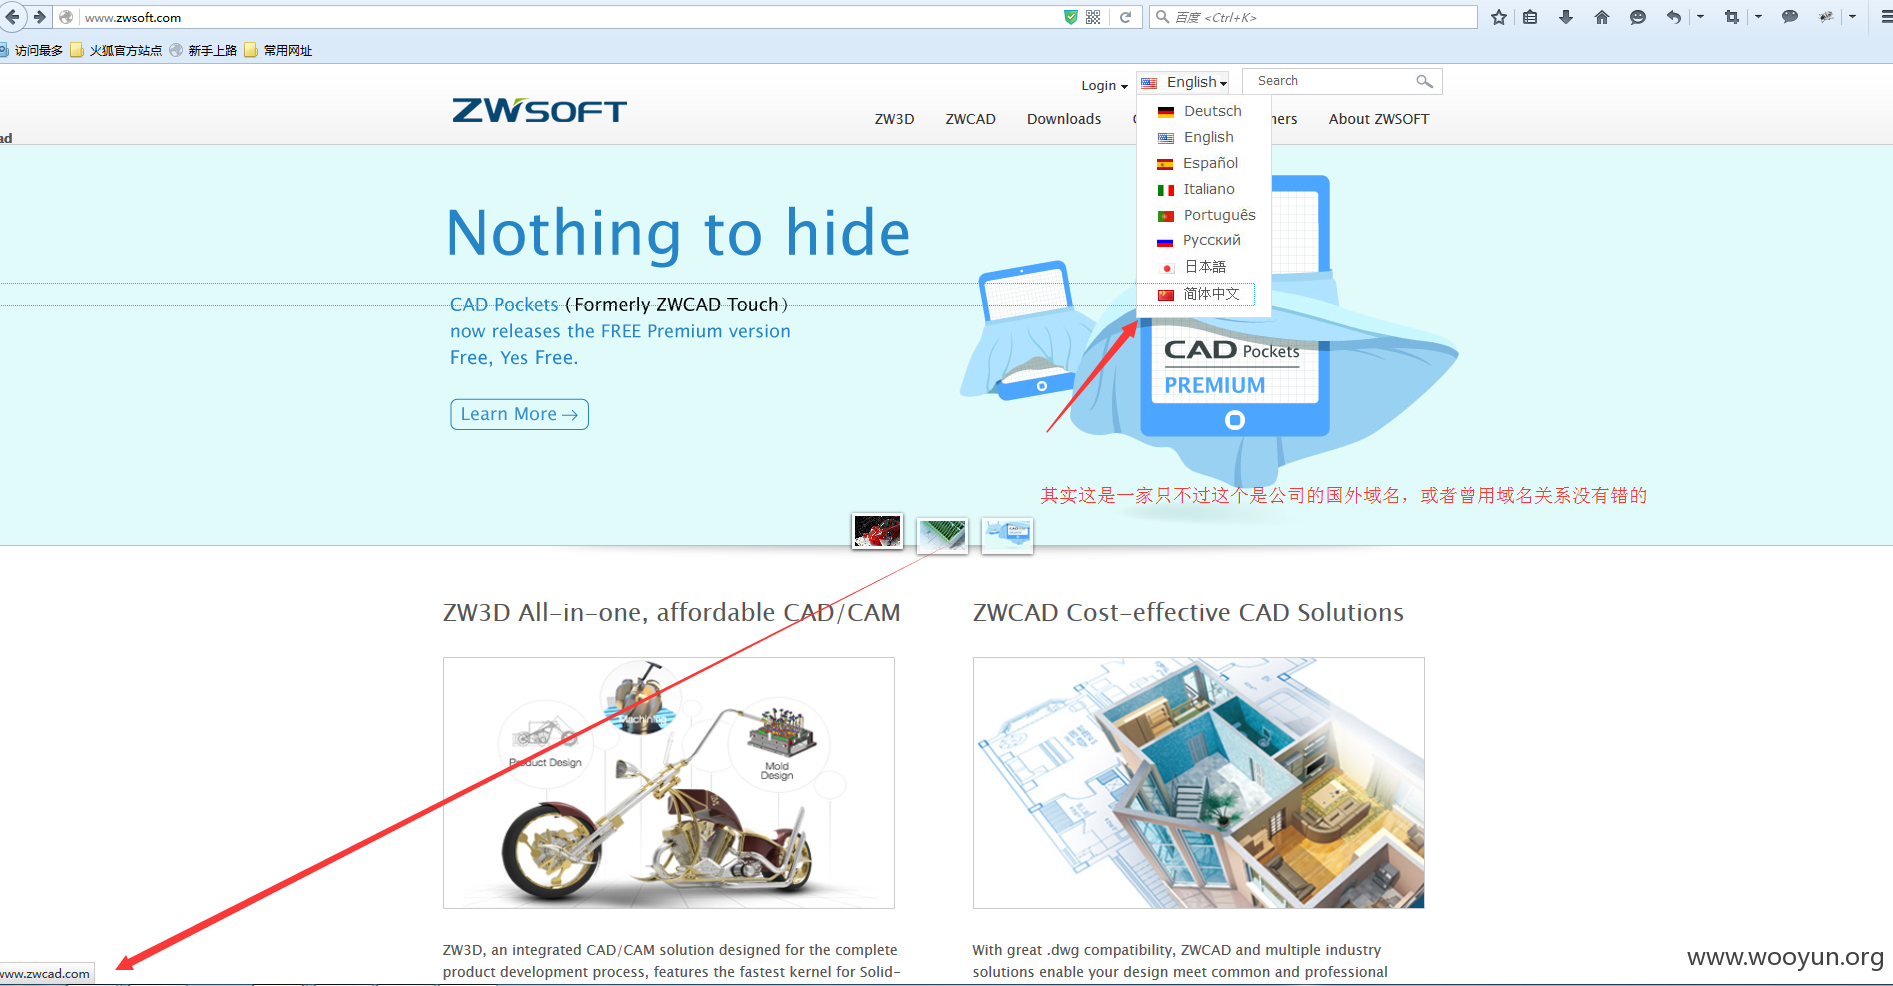 www.zwsoft.com
百度 <Ctrl+K>
访问最多 火狐官方站点 新手上路 常用网址
Login English Search
ZWSOFT
ZW3D ZWCAD Downloads About ZWSOFT
ad
Deutsch
English
Español
Italiano
Português
Русский
日本語
简体中文
Nothing to hide
CAD Pockets (Formerly ZWCAD Touch)
now releases the FREE Premium version
Free, Yes Free.
Learn More →
CAD Pockets
PREMIUM
其实这是一家只不过这个是公司的国外域名，或者曾用域名关系没有错的
ZW3D All-in-one, affordable CAD/CAM
ZWCAD Cost-effective CAD Solutions
Machining
Product Design
Mold
Design
ZW3D, an integrated CAD/CAM solution designed for the complete
product development process, features the fastest kernel for Solid-
With great .dwg compatibility, ZWCAD and multiple industry
solutions enable your design meet common and professional
www.zwcad.com
www.wooyun.org